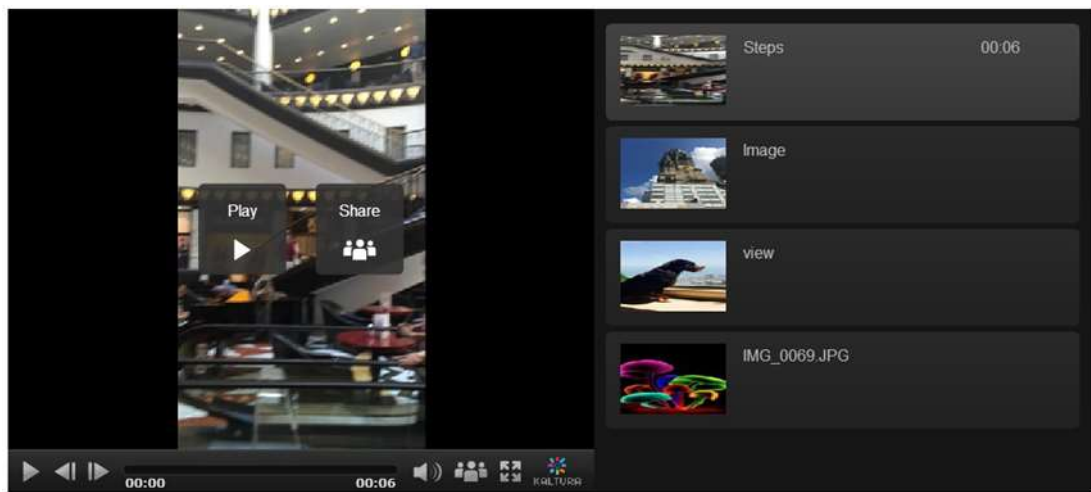 Play
Share
00:00
00:06
KALTURA
Steps 00:06
Image
view
IMG_0069.JPG